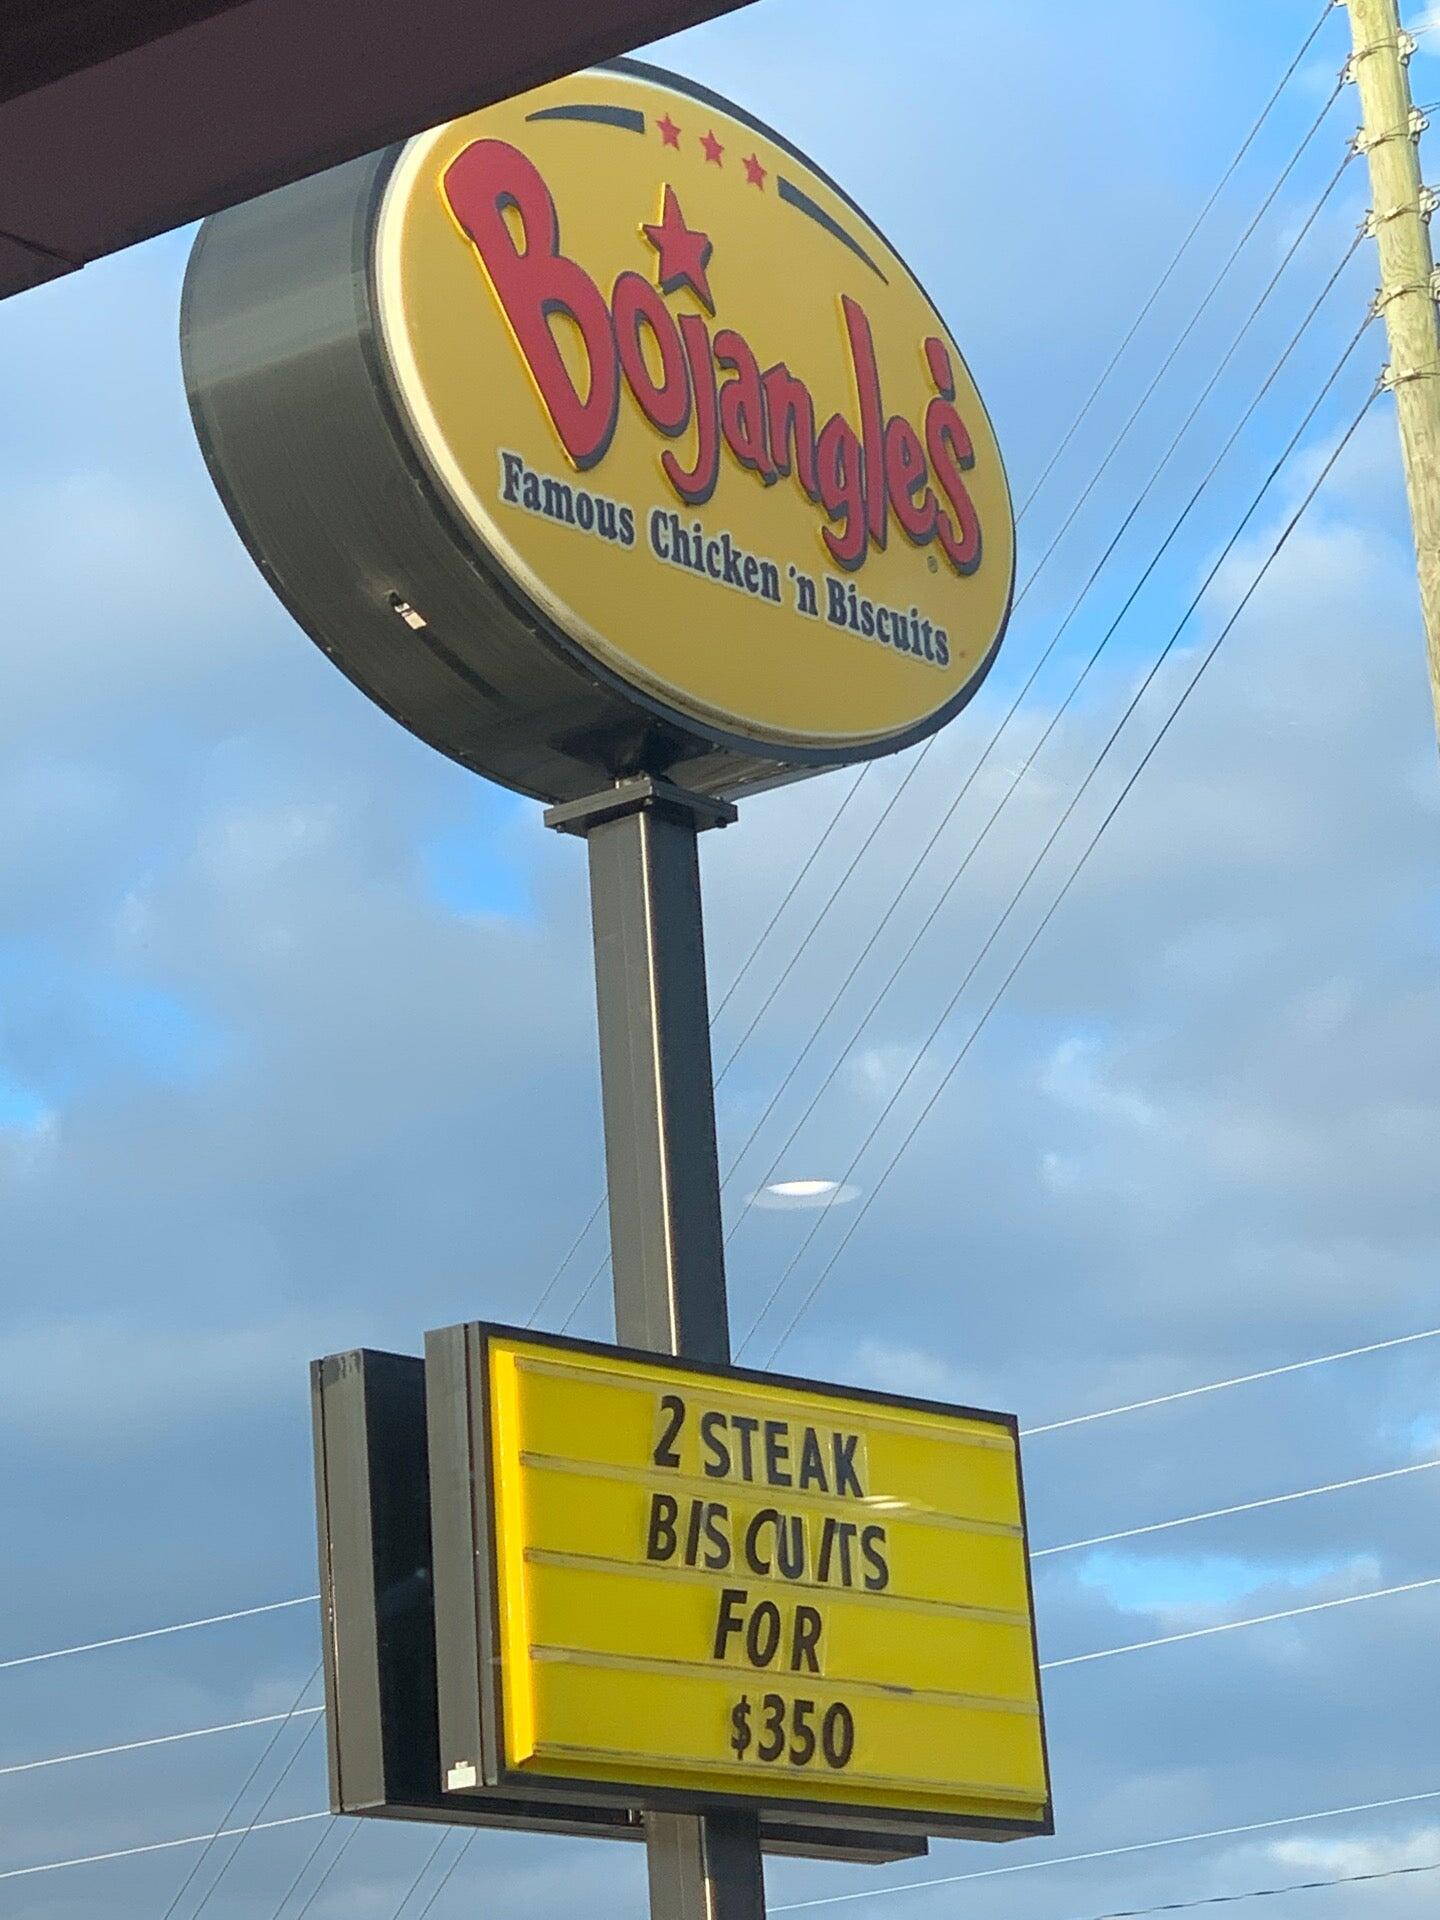 Bojangles'
Famous Chicken 'n Biscuits
2 STEAK
BISCUITS
FOR
$350